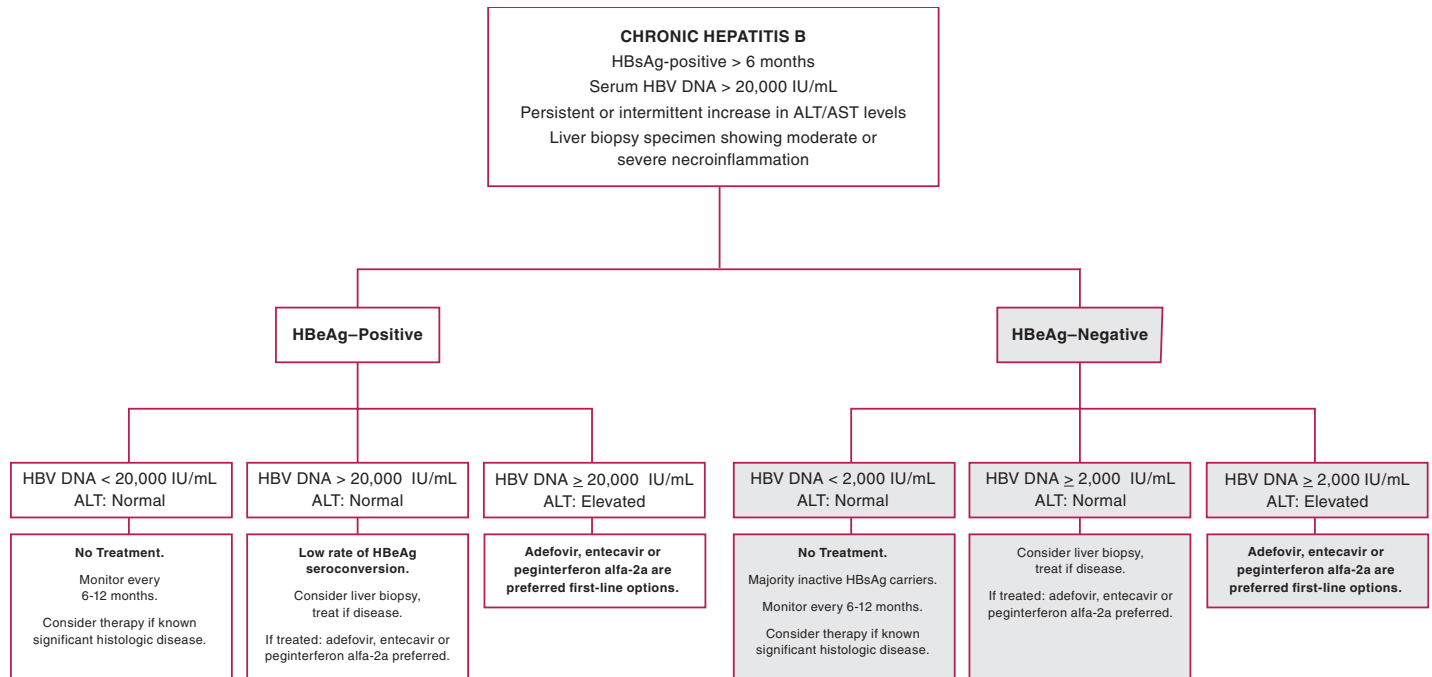 CHRONIC HEPATITIS B
HBsAg-positive > 6 months
Serum HBV DNA > 20,000 IU/mL
Persistent or intermittent increase in ALT/AST levels
Liver biopsy specimen showing moderate or
severe necroinflammation
HBeAg–Positive
HBeAg–Negative
HBV DNA < 20,000 IU/mL
ALT: Normal
HBV DNA > 20,000 IU/mL
ALT: Normal
HBV DNA ≥ 20,000 IU/mL
ALT: Elevated
HBV DNA < 2,000 IU/mL
ALT: Normal
HBV DNA ≥ 2,000 IU/mL
ALT: Normal
HBV DNA ≥ 2,000 IU/mL
ALT: Elevated
No Treatment.
Monitor every
6-12 months.
Consider therapy if known
significant histologic disease.
Low rate of HBeAg
seroconversion.
Consider liver biopsy,
treat if disease.
If treated: adefovir, entecavir or
peginterferon alfa-2a preferred.
Adefovir, entecavir or
peginterferon alfa-2a are
preferred first-line options.
No Treatment.
Majority inactive HBsAg carriers.
Monitor every 6-12 months.
Consider therapy if known
significant histologic disease.
Consider liver biopsy,
treat if disease.
If treated: adefovir, entecavir or
peginterferon alfa-2a preferred.
Adefovir, entecavir or
peginterferon alfa-2a are
preferred first-line options.